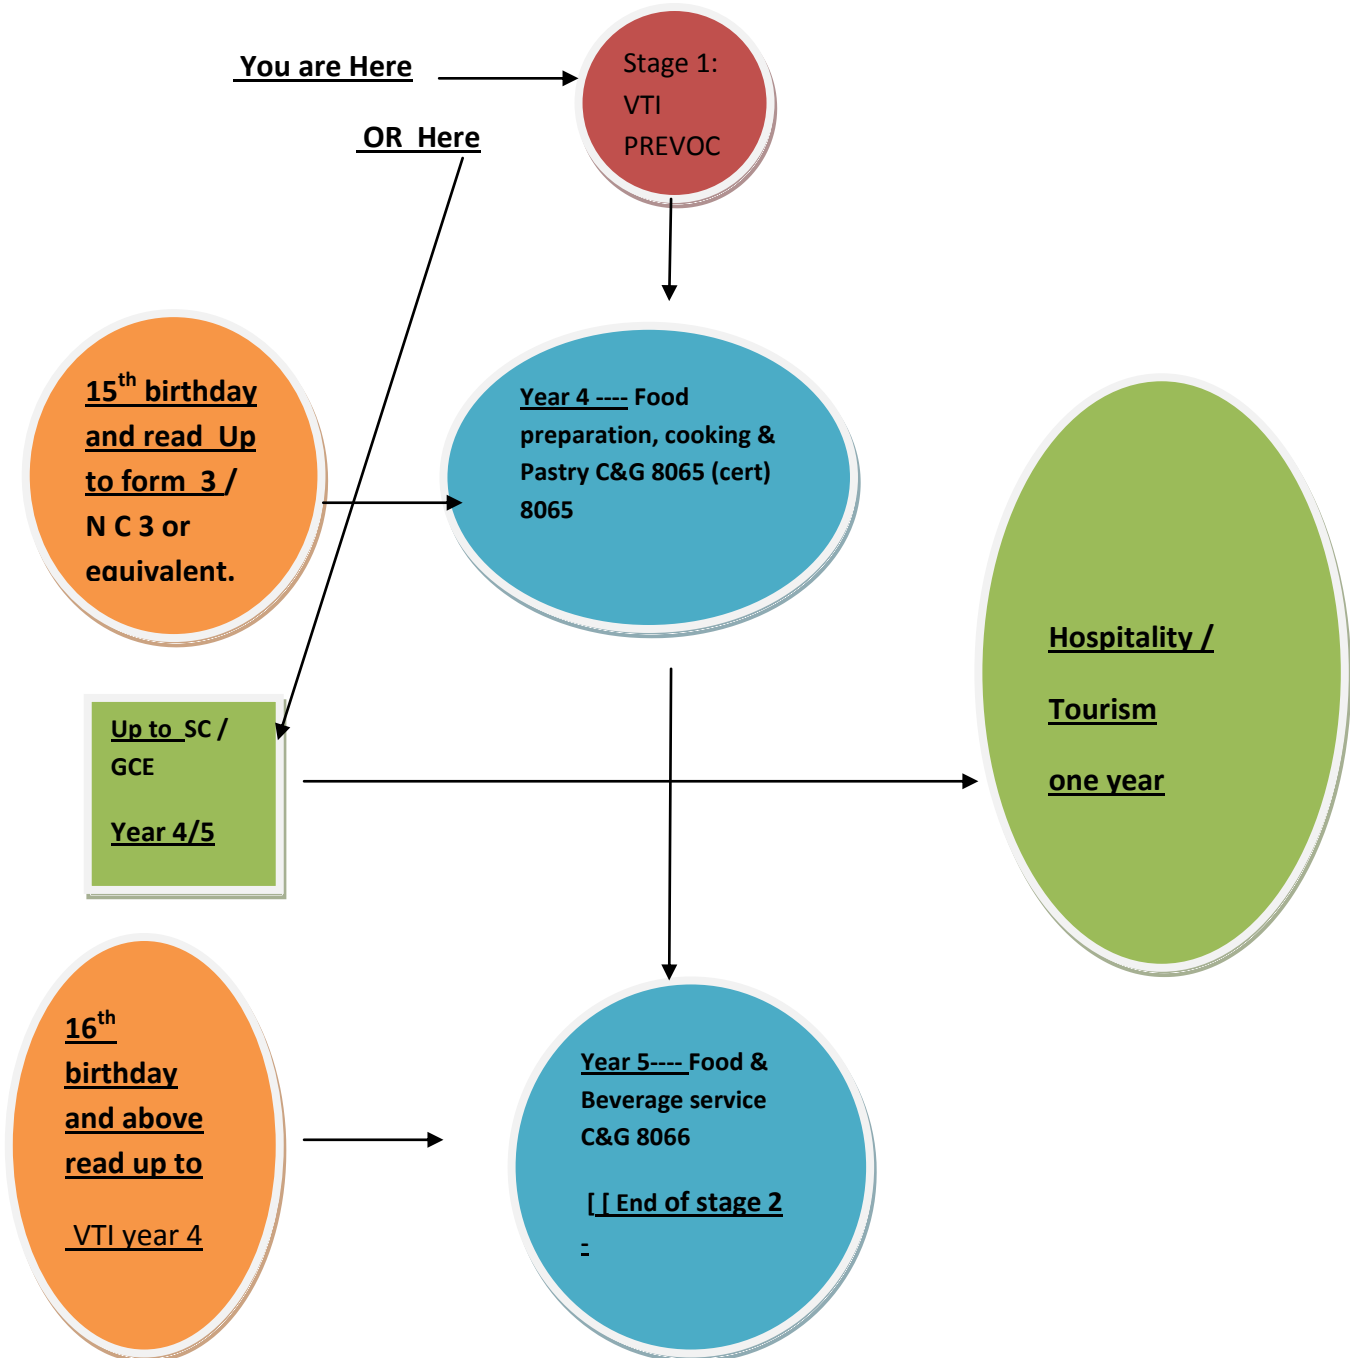 You are Here
Stage 1:
VTI
PREVOC
OR Here
15th birthday
and read Up
to form 3 /
N C 3 or
equivalent.
Year 4 ---- Food
preparation, cooking &
Pastry C&G 8065 (cert)
8065
Hospitality /
Tourism
one year
Up to SC /
GCE
Year 4/5
16th
birthday
and above
read up to
VTI year 4
Year 5---- Food &
Beverage service
C&G 8066
[ [ End of stage 2
-